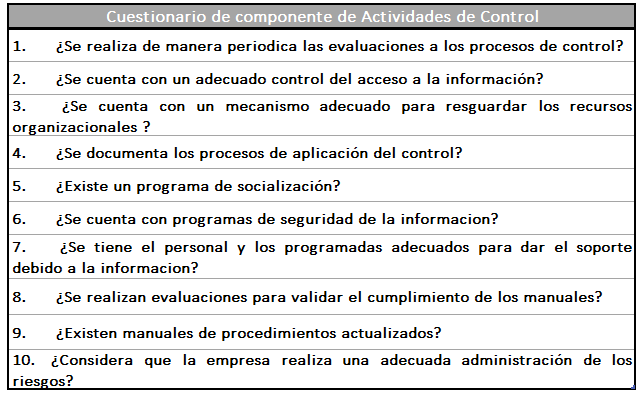 Cuestionario de componente de Actividades de Control
1. ¿Se realiza de manera periodica las evaluaciones a los procesos de control?
2. ¿Se cuenta con un adecuado control del acceso a la información?
3. ¿Se cuenta con un mecanismo adecuado para resguardar los recursos
organizacionales ?
4. ¿Se documenta los procesos de aplicación del control?
5. ¿Existe un programa de socialización?
6. ¿Se cuenta con programas de seguridad de la informacion?
7. ¿Se tiene el personal y los programadas adecuados para dar el soporte
debido a la informacion?
8. ¿Se realizan evaluaciones para validar el cumplimiento de los manuales?
9. ¿Existen manuales de procedimientos actualizados?
10. ¿Considera que la empresa realiza una adecuada administración de los
riesgos?